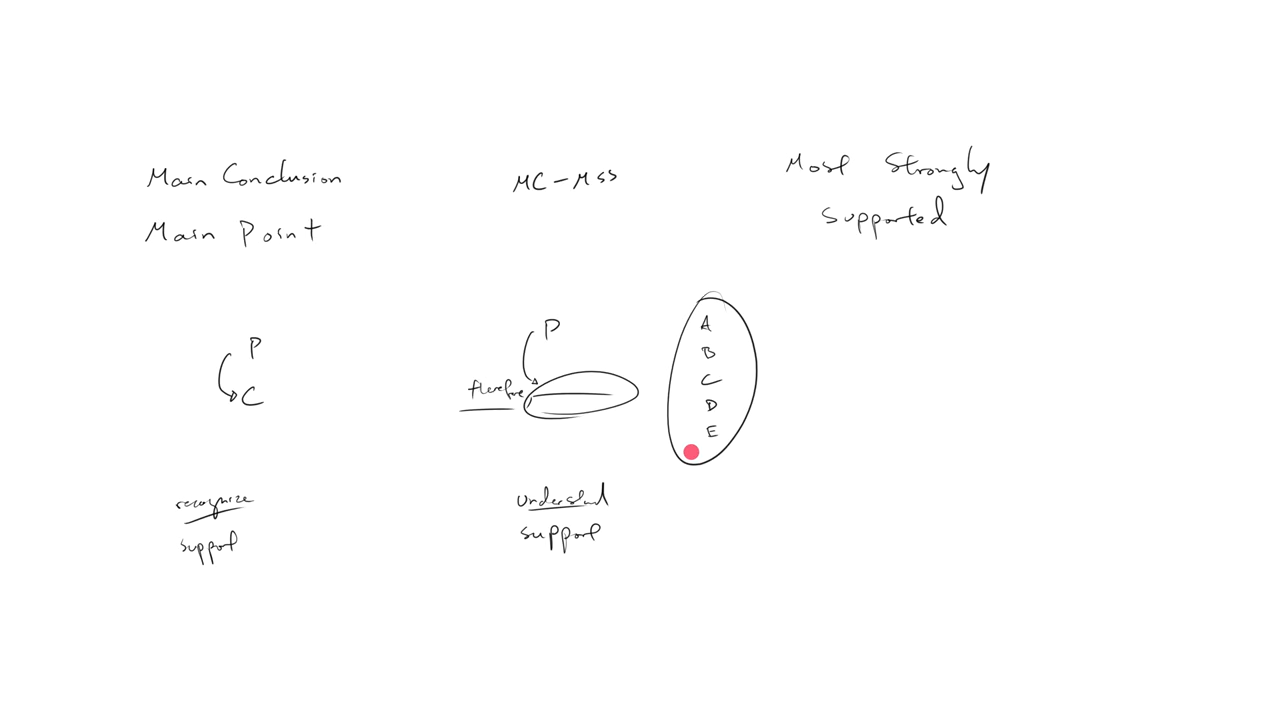 Main Conclusion
Main Point
MC - MSS
Most Strongly
Supported
P
C
P
therefore
A
B
C
D
E
recognize
support
understand
support